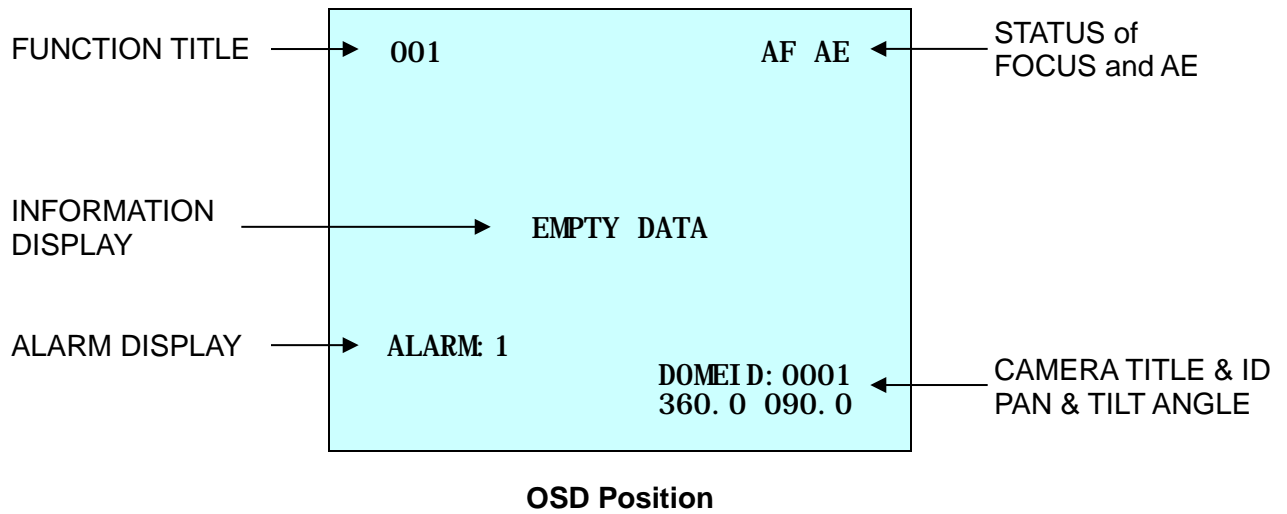 FUNCTION TITLE
001
AF AE
STATUS of
FOCUS and AE
INFORMATION
DISPLAY
EMPTY DATA
ALARM DISPLAY
ALARM: 1
DOMEID: 0001
360. 0 090. 0
CAMERA TITLE & ID
PAN & TILT ANGLE
OSD Position